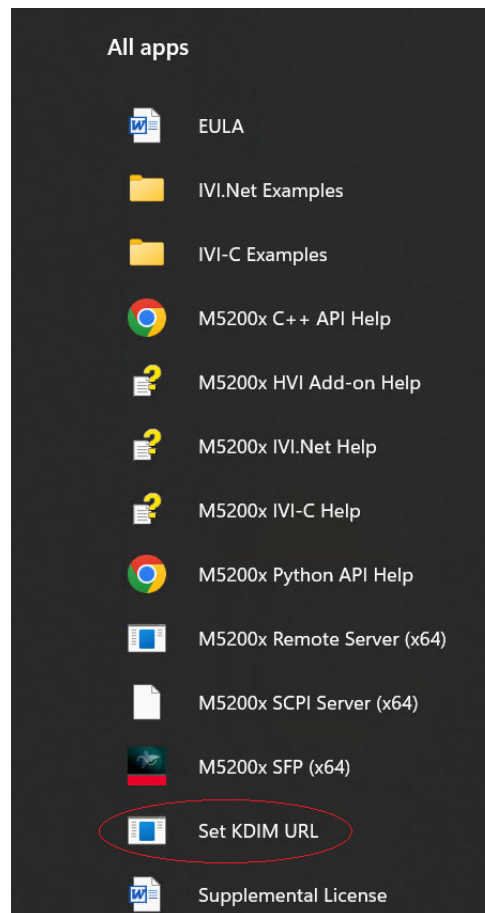 All apps
EULA
IVI.Net Examples
IVI-C Examples
M5200x C++ API Help
M5200x HVI Add-on Help
M5200x IVI.Net Help
M5200x IVI-C Help
M5200x Python API Help
M5200x Remote Server (x64)
M5200x SCPI Server (x64)
M5200x SFP (x64)
Set KDIM URL
Supplemental License